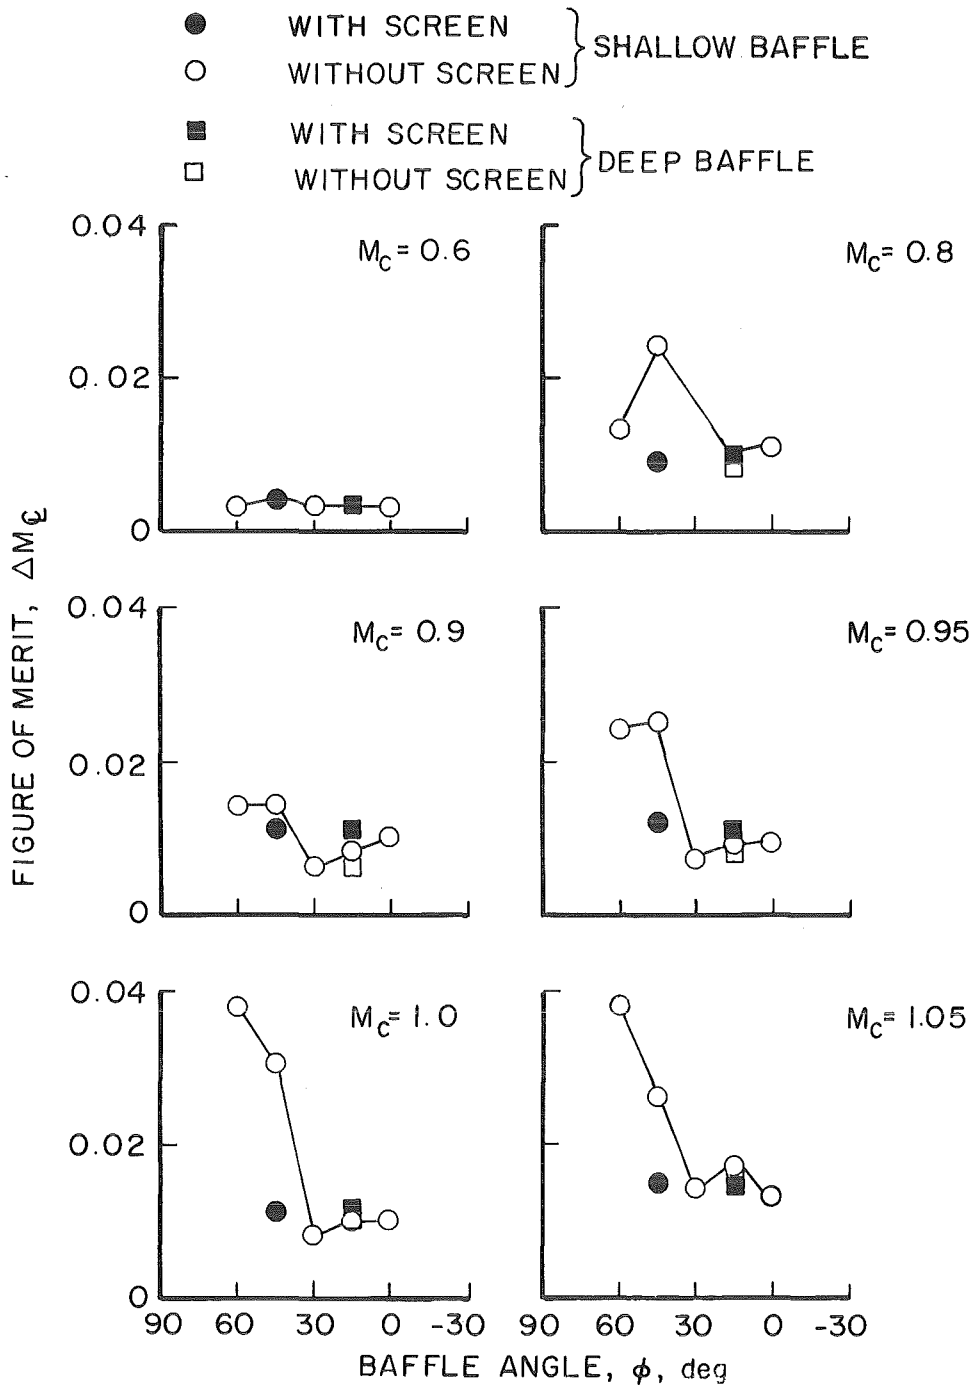 WITH SCREEN
WITHOUT SCREEN
SHALLOW BAFFLE
WITH SCREEN
WITHOUT SCREEN
DEEP BAFFLE
0.04
0.02
0
M_C = 0.6
M_C = 0.8
FIGURE OF MERIT, ΔM_℄
0.04
0.02
0
M_C = 0.9
M_C = 0.95
0.04
0.02
0
M_C = 1.0
M_C = 1.05
90 60 30 0 -30
90 60 30 0 -30
BAFFLE ANGLE, ϕ, deg